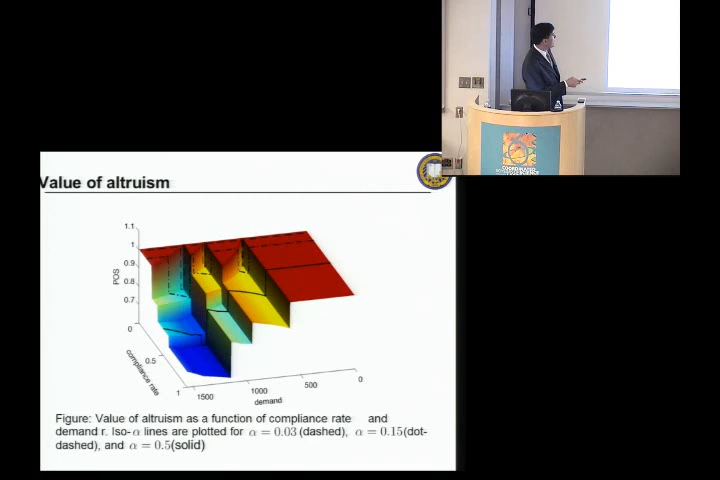 COORDINATED
SCIENCE
Value of altruism
1.1
1
0.9
0.8
0.7
POS
0
0.5
1
compliance rate
1500
1000
500
0
demand
Figure: Value of altruism as a function of compliance rate and
demand r. Iso-α lines are plotted for α = 0.03 (dashed), α = 0.15(dot-
dashed), and α = 0.5(solid)